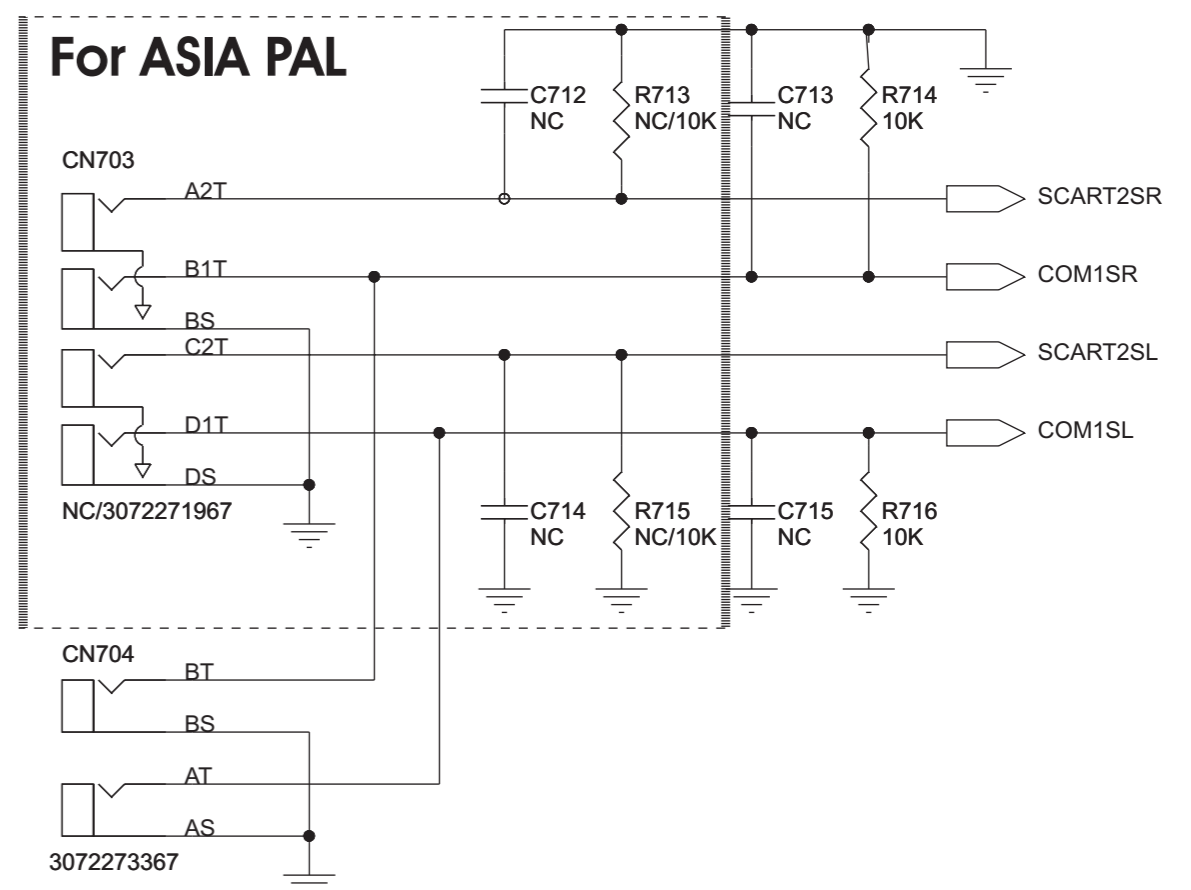 For ASIA PAL
C712
NC
R713
NC/10K
C713
NC
R714
10K
CN703
A2T
SCART2SR
B1T
COM1SR
BS
C2T
SCART2SL
D1T
COM1SL
DS
NC/3072271967
C714
NC
R715
NC/10K
C715
NC
R716
10K
CN704
BT
BS
AT
AS
3072273367